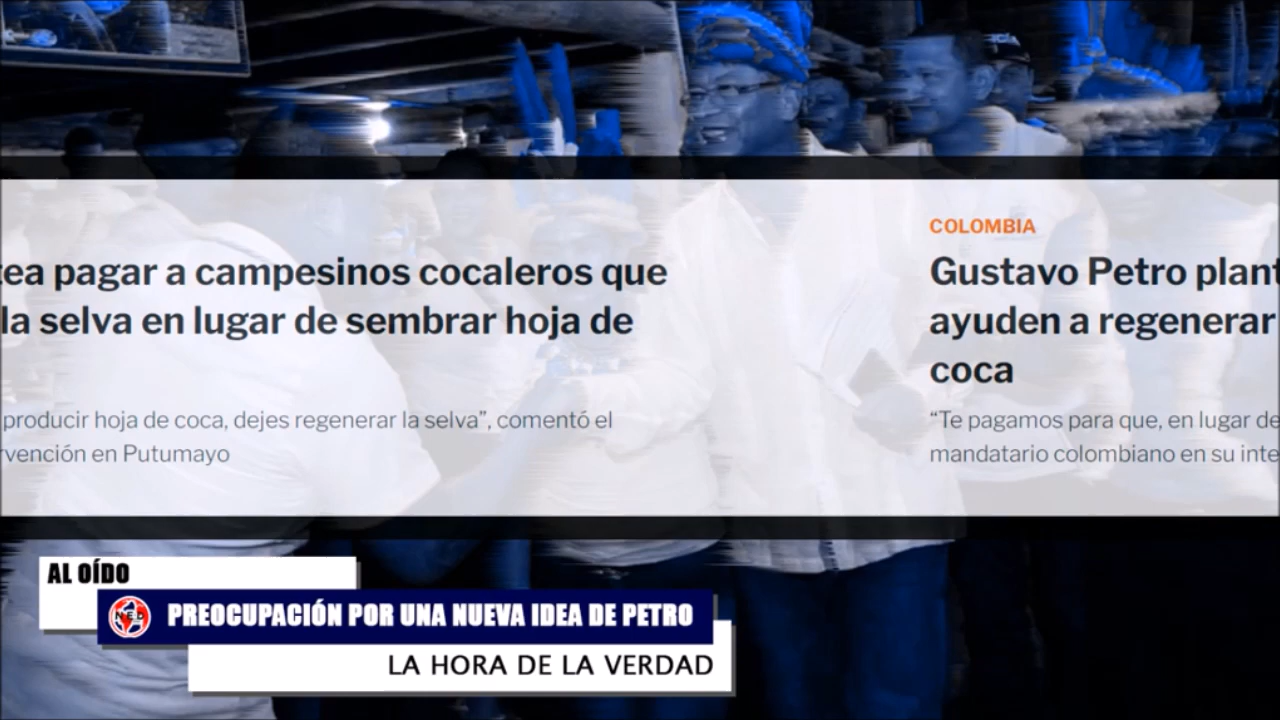 tea pagar a campesinos cocaleros que
la selva en lugar de sembrar hoja de
producir hoja de coca, dejes regenerar la selva”, comentó el
rvención en Putumayo
COLOMBIA
Gustavo Petro plant
ayuden a regenerar
coca
“Te pagamos para que, en lugar de
mandatario colombiano en su inte
AL OÍDO
PREOCUPACIÓN POR UNA NUEVA IDEA DE PETRO
LA HORA DE LA VERDAD